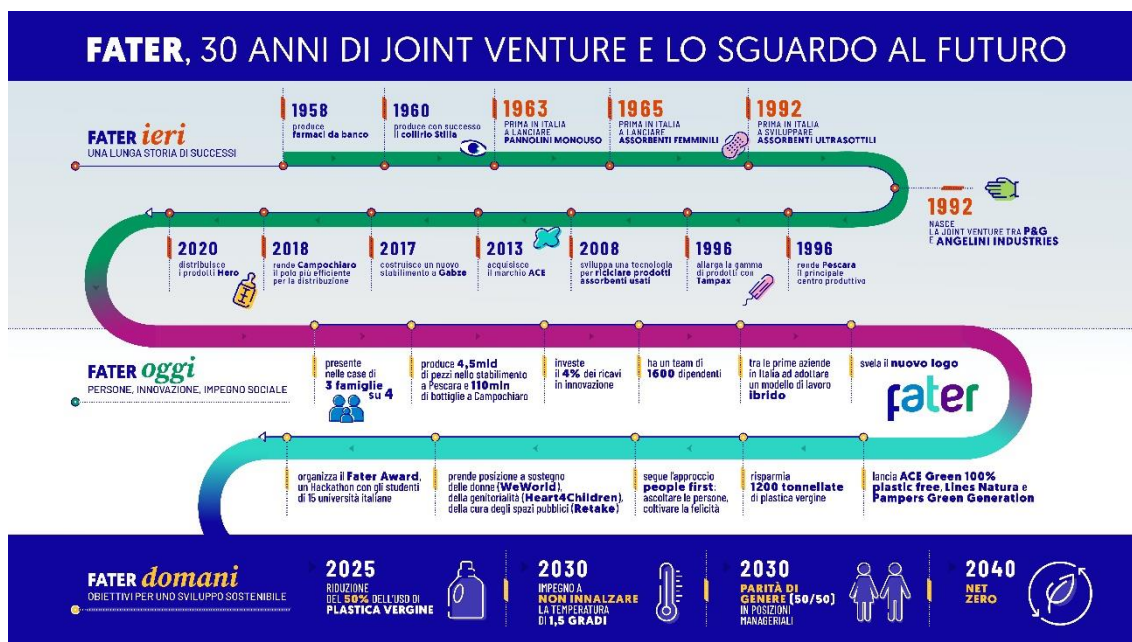 FATER, 30 ANNI DI JOINT VENTURE E LO SGUARDO AL FUTURO
FATER ieri
UNA LUNGA STORIA DI SUCCESSI
1958
produce
farmaci da banco
1960
produce con successo
il collirio Stilla
1963
PRIMA IN ITALIA
A LANCIARE
PANNOLINI MONOUSO
1965
PRIMA IN ITALIA
A LANCIARE
ASSORBENTI FEMMINILI
1992
PRIMA IN ITALIA
A SVILUPPARE
ASSORBENTI ULTRASOTTILI
1992
NASCE
LA JOINT VENTURE TRA P&G
E ANGELINI INDUSTRIES
2020
distribuisco
i prodotti Hero
2018
rende Campochiaro
il polo più efficiente
per la distribuzione
2017
costruisce un nuovo
stabilimento a Gebze
2013
acquisisce
il marchio ACE
2008
sviluppa una tecnologia
per riciclare prodotti
assorbenti usati
1996
allarga la gamma
di prodotti con
Tampax
1996
rende Pescara
il principale
centro produttivo
FATER oggi
PERSONE, INNOVAZIONE, IMPEGNO SOCIALE
presente
nelle case di
3 famiglie
su 4
produce 4,5mld
di pezzi nello stabilimento
a Pescara e 110mln
di bottiglie a Campochiaro
investe
il 4% dei ricavi
in innovazione
ha un team di
1600 dipendenti
tra le prime aziende
in Italia ad adottare
un modello di lavoro
ibrido
svela il nuovo logo
fater
organizza il Fater Award,
un Hackathon con gli studenti
di 15 università italiane
prende posizione a sostegno
delle donne (WeWorld),
della genitorialità (Heart4Children),
della cura degli spazi pubblici (Retake)
segue l'approccio
people first:
ascoltare le persone,
coltivare la felicità
risparmia
1200 tonnellate
di plastica vergine
lancia ACE Green 100%
plastic free, Lines Natura e
Pampers Green Generation
FATER domani
OBIETTIVI PER UNO SVILUPPO SOSTENIBILE
2025
RIDUZIONE
DEL 50% DELL'USO DI
PLASTICA VERGINE
2030
IMPEGNO A
NON INNALZARE
LA TEMPERATURA
DI 1,5 GRADI
2030
PARITÀ DI
GENERE (50/50)
IN POSIZIONI
MANAGERIALI
2040
NET
ZERO